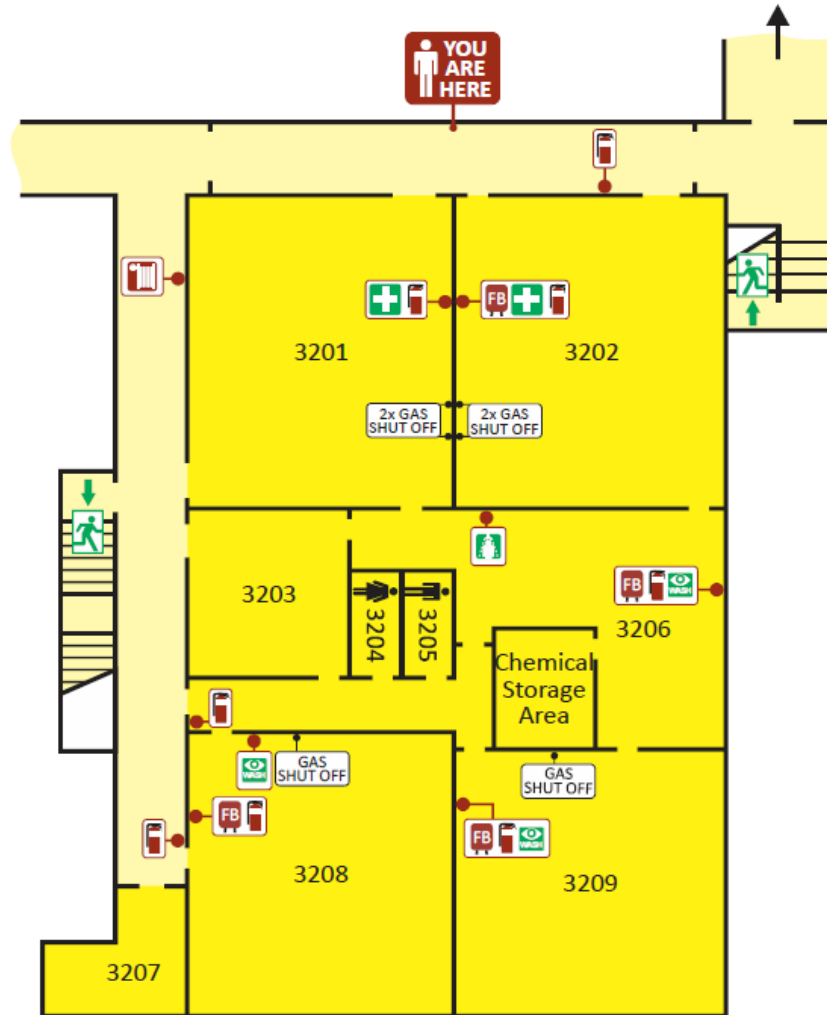 YOU
ARE
HERE
FB
3201
3202
2x GAS
SHUT OFF
2x GAS
SHUT OFF
FB
WASH
3203
3204
3205
3206
Chemical
Storage
Area
WASH
GAS
SHUT OFF
GAS
SHUT OFF
FB
FB
WASH
3208
3209
3207